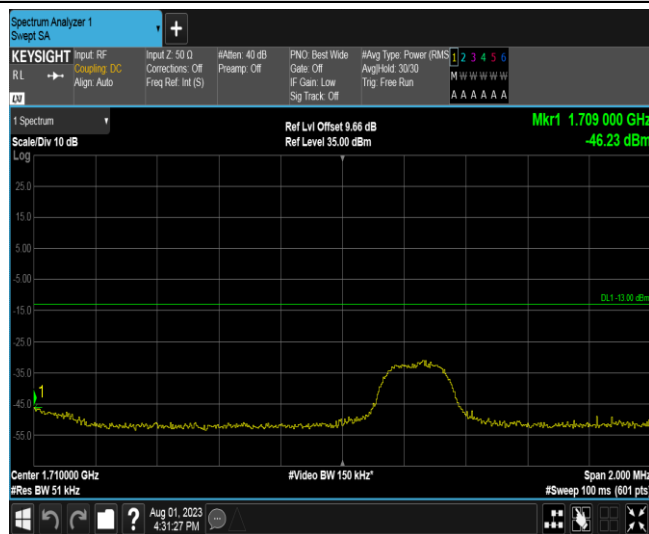 Spectrum Analyzer 1
Swept SA
+
KEYSIGHT
RL
LXI
Input: RF
Coupling: DC
Align: Auto
Input Z: 50 Ω
Corrections: Off
Freq Ref: Int (S)
#Atten: 40 dB
Preamp: Off
PNO: Best Wide
Gate: Off
IF Gain: Low
Sig Track: Off
#Avg Type: Power (RMS
Avg|Hold: 30/30
Trig: Free Run
1 2 3 4 5 6
M W W W W W
A A A A A A
1 Spectrum
Scale/Div 10 dB
Log
Ref Lvl Offset 9.66 dB
Ref Level 35.00 dBm
Mkr1 1.709 000 GHz
-46.23 dBm
25.0
15.0
5.00
-5.00
DL1 -13.00 dBm
-15.0
-25.0
-35.0
1
-45.0
-55.0
Center 1.710000 GHz
#Res BW 51 kHz
#Video BW 150 kHz*
Span 2.000 MHz
#Sweep 100 ms (601 pts)
?
Aug 01, 2023
4:31:27 PM